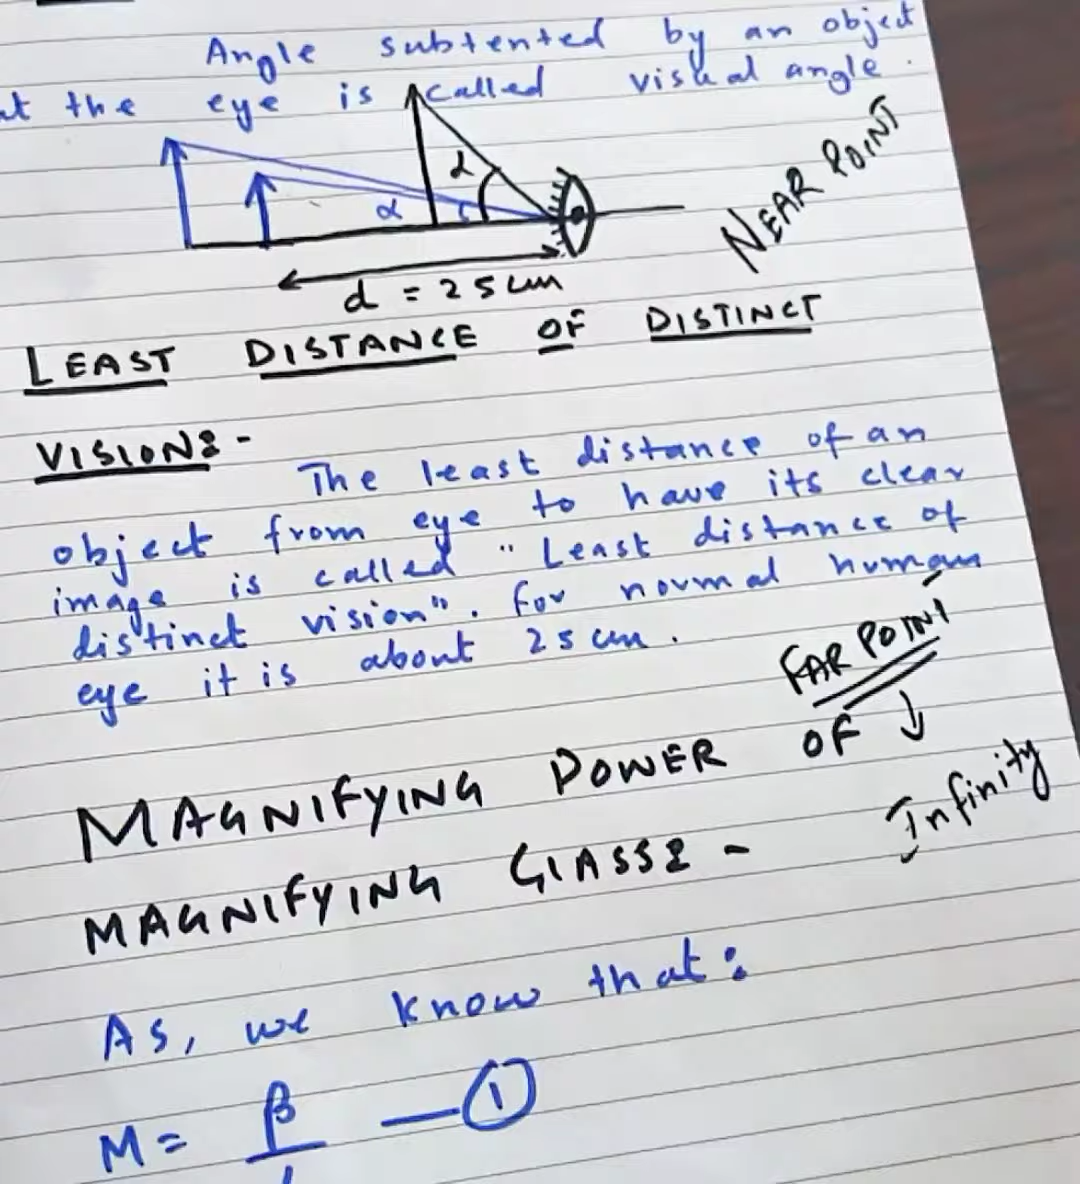 Angle subtented by an object
at the eye is called visual angle.
α
α
NEAR POINT
d = 25 cm
LEAST DISTANCE OF DISTINCT
VISION:-
The least distance of an
object from eye to have its clear
image is called "Least distance of
distinct vision". For normal human
eye it is about 25 cm.
FAR POINT
↓
Infinity
MAGNIFYING POWER OF
MAGNIFYING GLASS:-
As, we know that:
M = β — ①